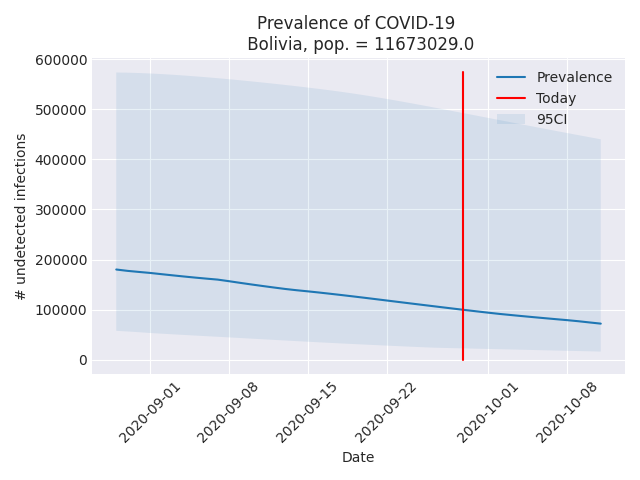 Prevalence of COVID-19
Bolivia, pop. = 11673029.0
Prevalence
Today
95CI
# undetected infections
600000
500000
400000
300000
200000
100000
0
2020-09-01
2020-09-08
2020-09-15
2020-09-22
2020-10-01
2020-10-08
Date